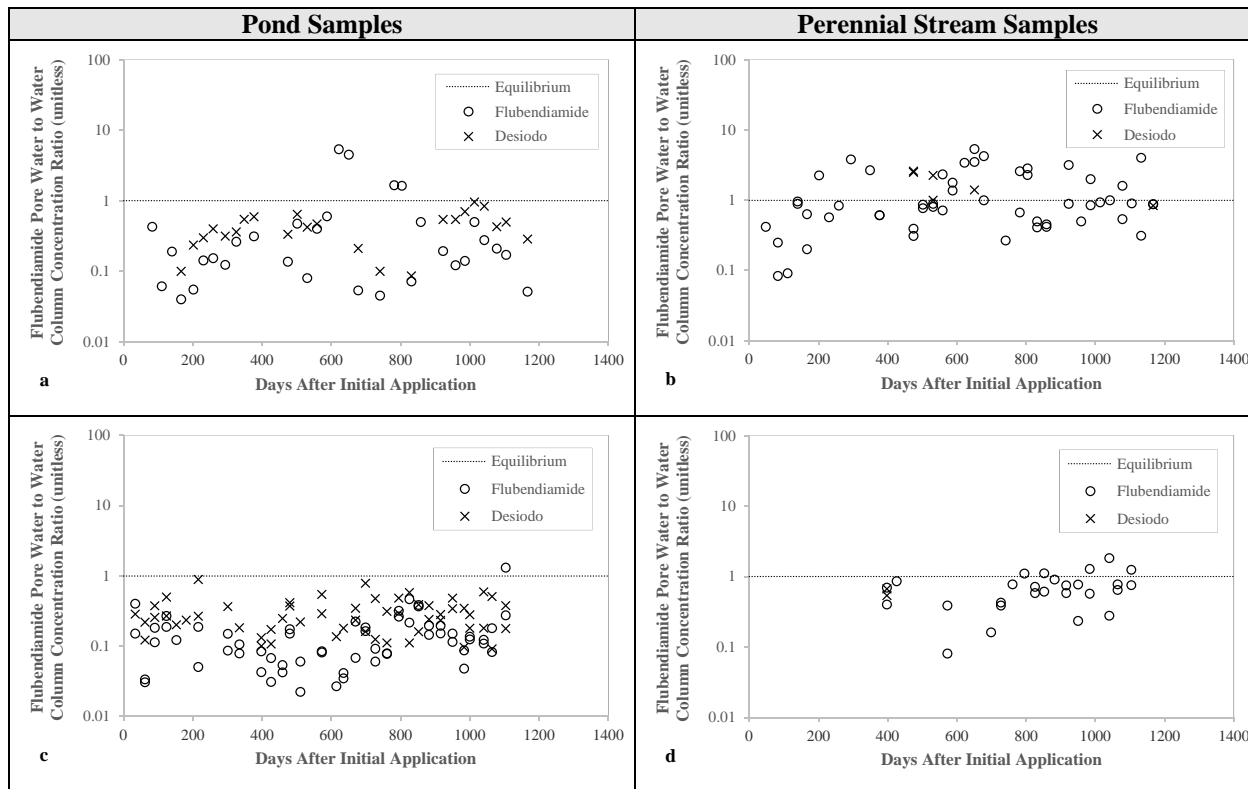 Pond Samples
Perennial Stream Samples
Flubendiamide Pore Water to Water
Column Concentration Ratio (unitless)
100
10
1
0.1
0.01
0 200 400 600 800 1000 1200 1400
Days After Initial Application
Equilibrium
Flubendiamide
Desiodo
a
Flubendiamide Pore Water to Water
Column Concentration Ratio (unitless)
100
10
1
0.1
0.01
0 200 400 600 800 1000 1200 1400
Days After Initial Application
Equilibrium
Flubendiamide
Desiodo
b
Flubendiamide Pore Water to Water
Column Concentration Ratio (unitless)
100
10
1
0.1
0.01
0 200 400 600 800 1000 1200 1400
Days After Initial Application
Equilibrium
Flubendiamide
Desiodo
c
Flubendiamide Pore Water to Water
Column Concentration Ratio (unitless)
100
10
1
0.1
0.01
0 200 400 600 800 1000 1200 1400
Days After Initial Application
Equilibrium
Flubendiamide
Desiodo
d